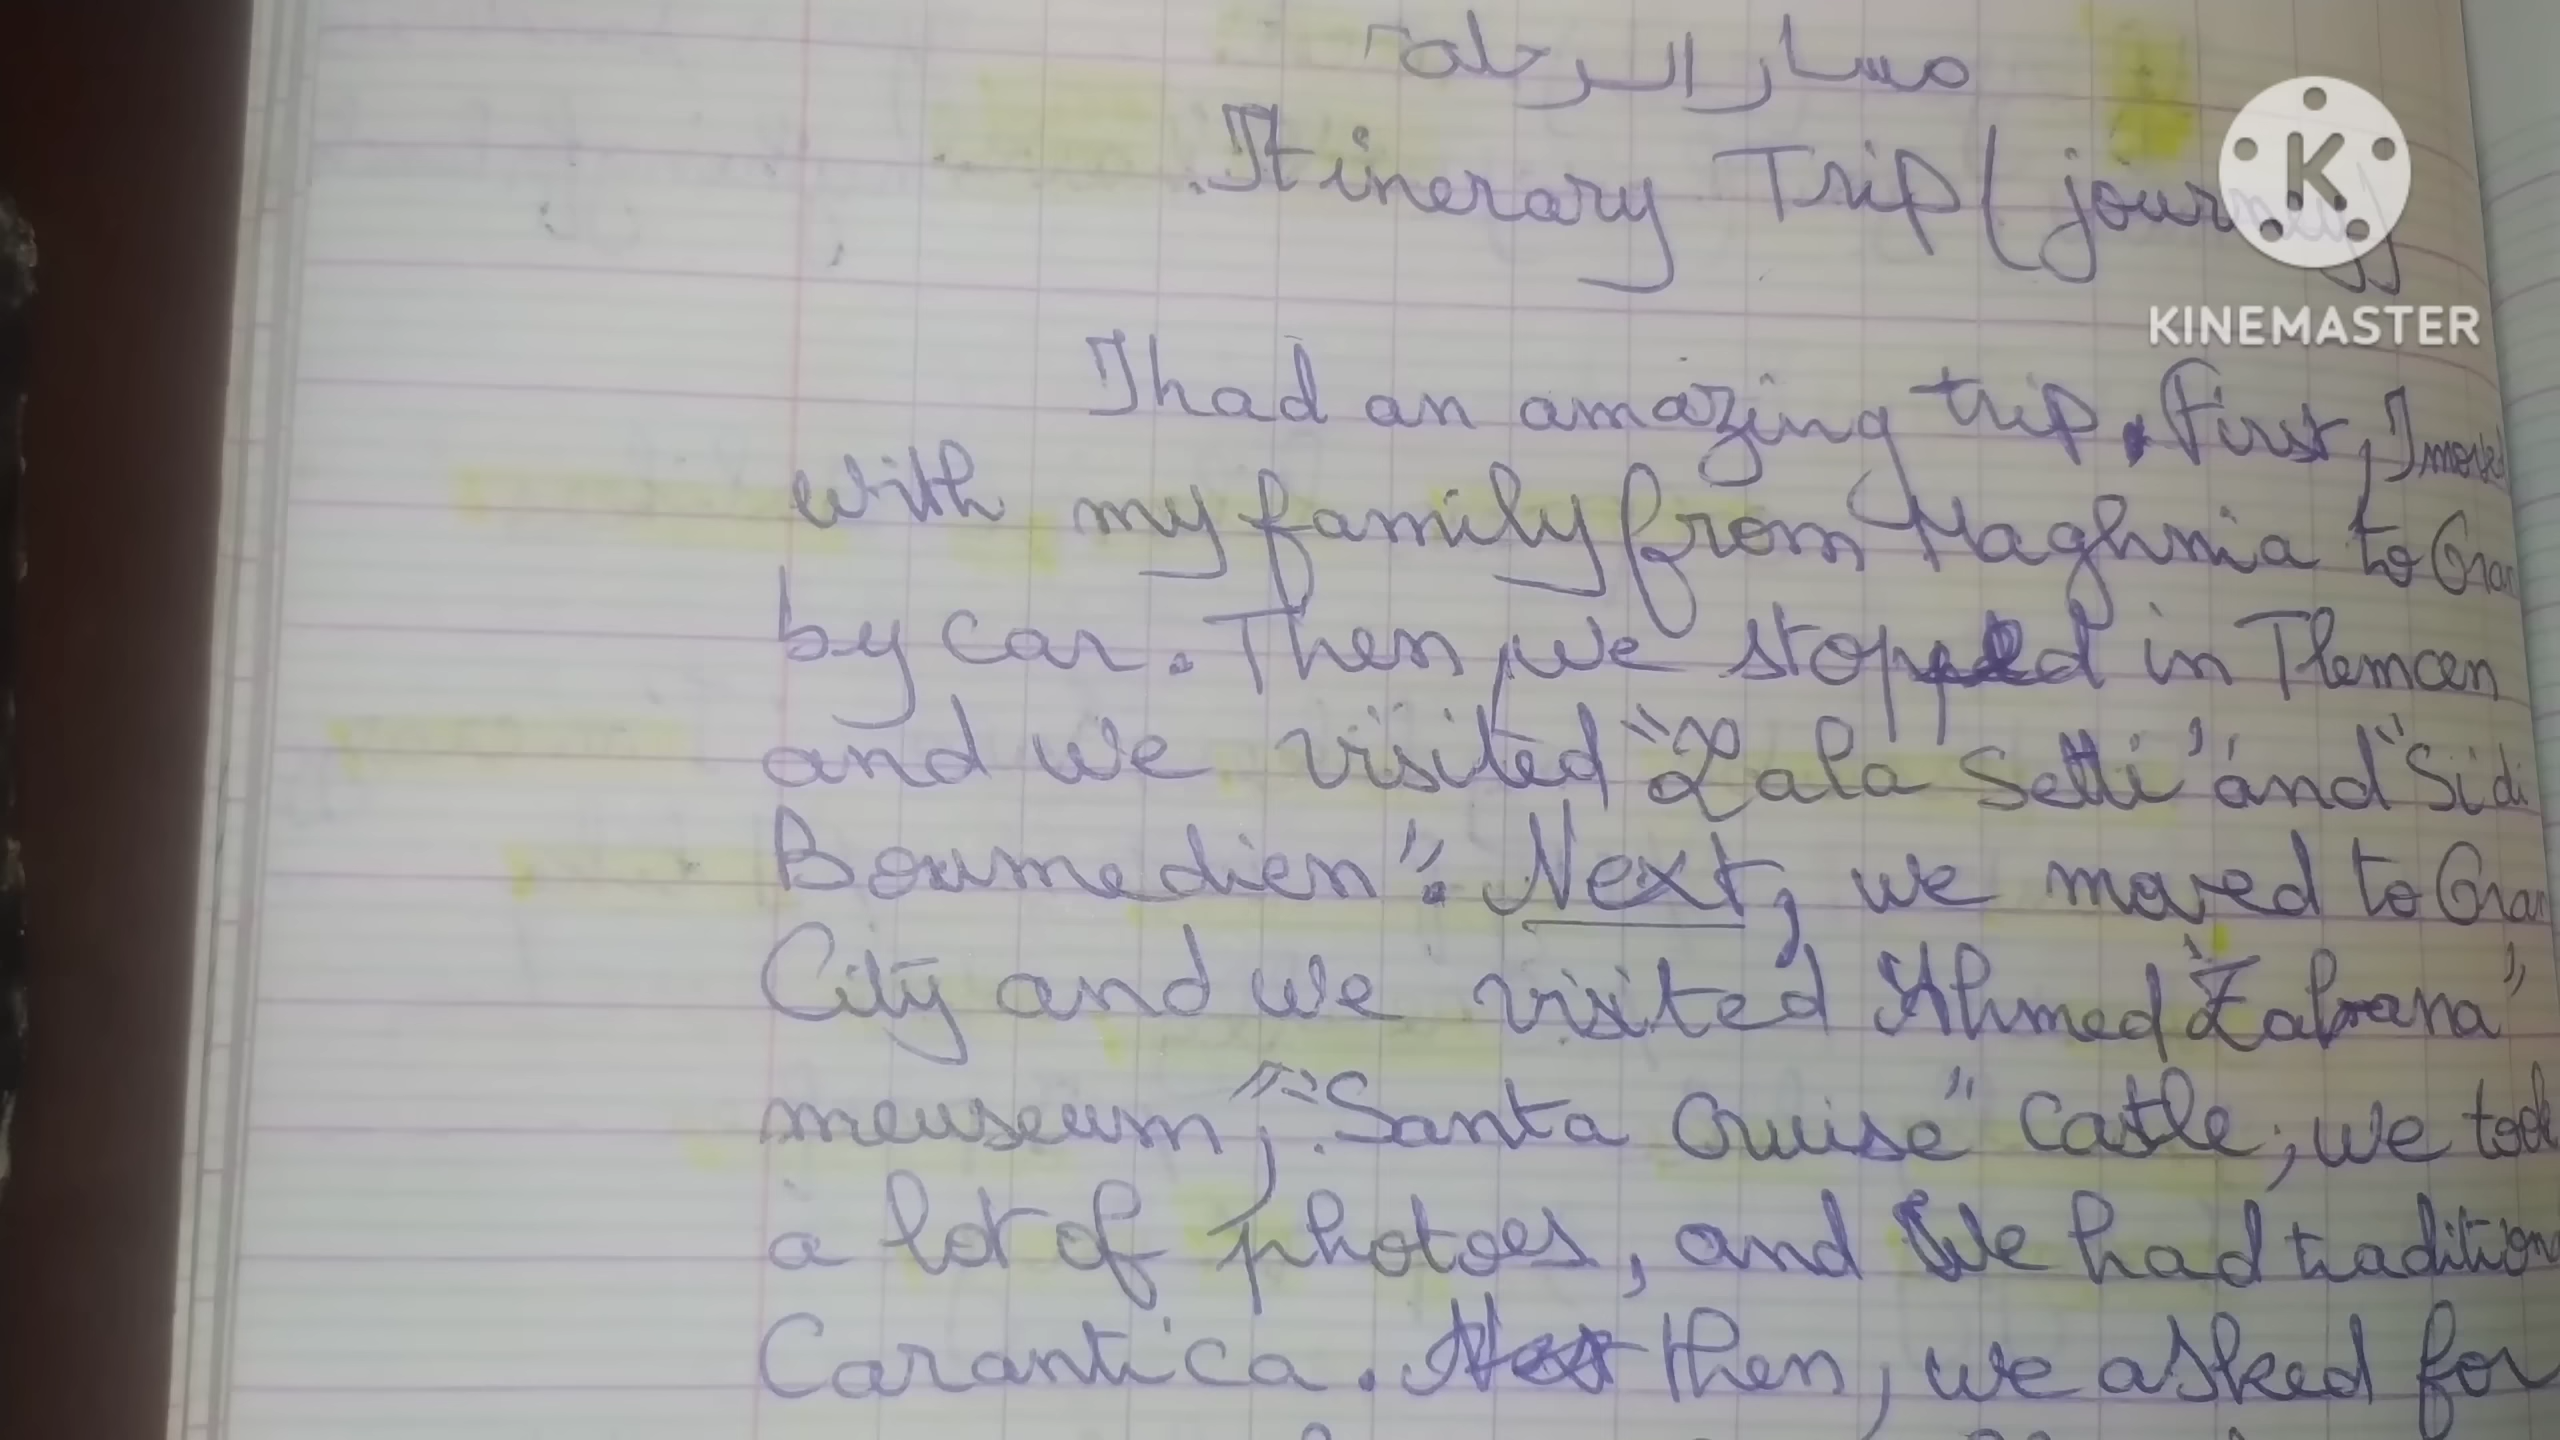 مسار الرحلة
Itinerary Trip (journey)
KINEMASTER
I had an amazing trip. First, I moved
with my family from Maghnia to Oran
by car. Then, we stopped in Tlemcen
and we visited "Lala Setti" and "Sidi
Boumedien". Next, we moved to Oran
City and we visited Ahmed "Zabana"
meuseum, "Santa Cruise" Castle, we took
a lot of photoes, and we had tradition
Carantica. Then, we asked for